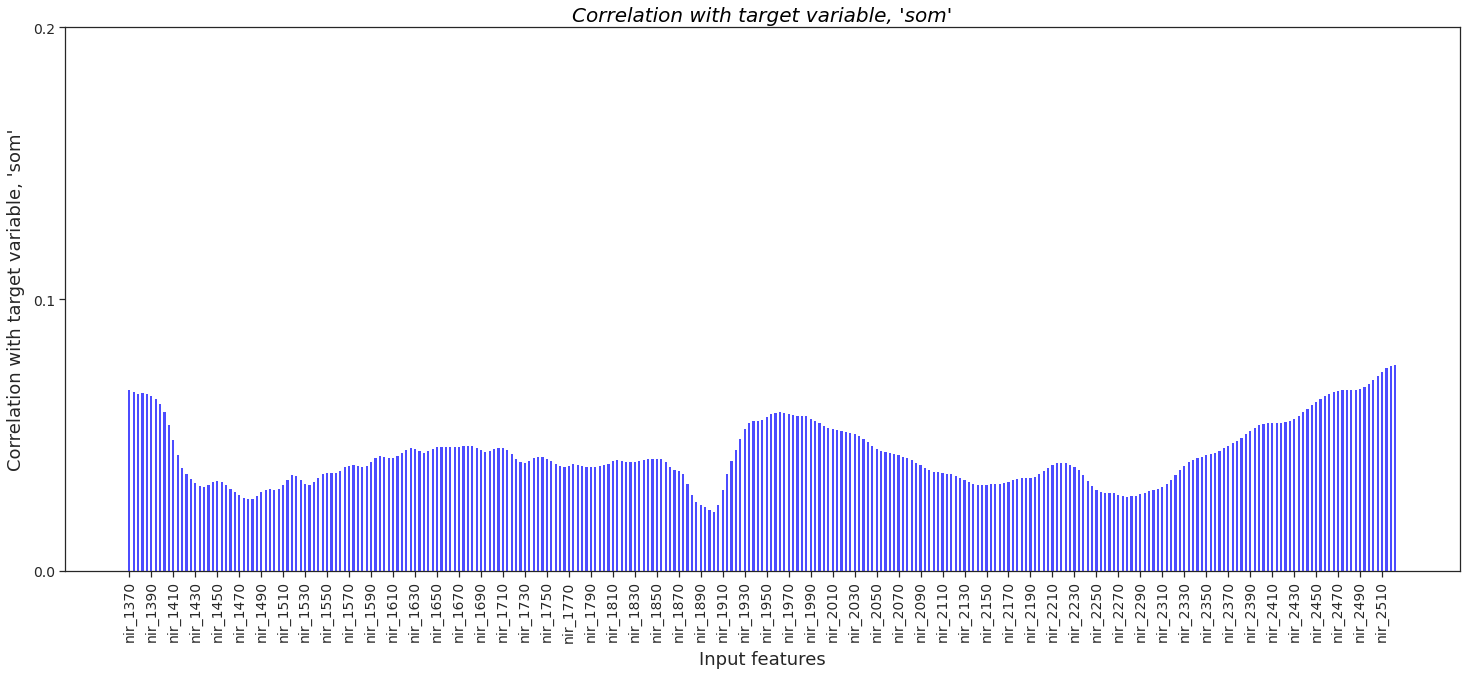 Correlation with target variable, 'som'
Correlation with target variable, 'som'
0.2
0.1
0.0
nir_1370
nir_1390
nir_1410
nir_1430
nir_1450
nir_1470
nir_1490
nir_1510
nir_1530
nir_1550
nir_1570
nir_1590
nir_1610
nir_1630
nir_1650
nir_1670
nir_1690
nir_1710
nir_1730
nir_1750
nir_1770
nir_1790
nir_1810
nir_1830
nir_1850
nir_1870
nir_1890
nir_1910
nir_1930
nir_1950
nir_1970
nir_1990
nir_2010
nir_2030
nir_2050
nir_2070
nir_2090
nir_2110
nir_2130
nir_2150
nir_2170
nir_2190
nir_2210
nir_2230
nir_2250
nir_2270
nir_2290
nir_2310
nir_2330
nir_2350
nir_2370
nir_2390
nir_2410
nir_2430
nir_2450
nir_2470
nir_2490
nir_2510
Input features